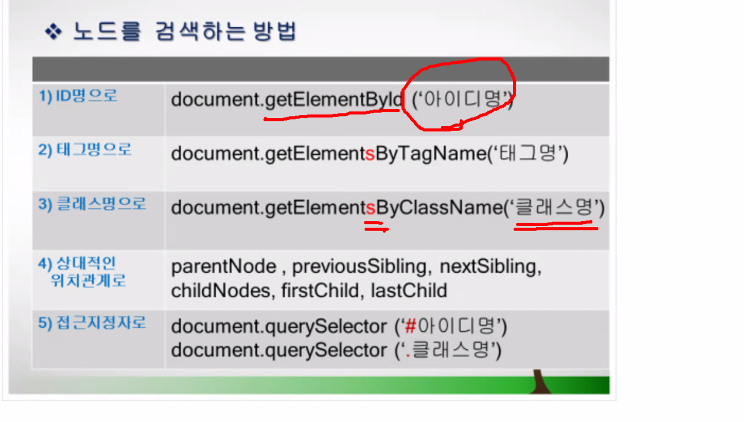 ❖ 노드를 검색하는 방법
1) ID명으로
document.getElementById (‘아이디명’)
2) 태그명으로
document.getElementsByTagName(‘태그명’)
3) 클래스명으로
document.getElementsByClassName(‘클래스명’)
4) 상대적인
위치관계로
parentNode , previousSibling, nextSibling,
childNodes, firstChild, lastChild
5) 접근지정자로
document.querySelector (‘#아이디명’)
document.querySelector (‘.클래스명’)